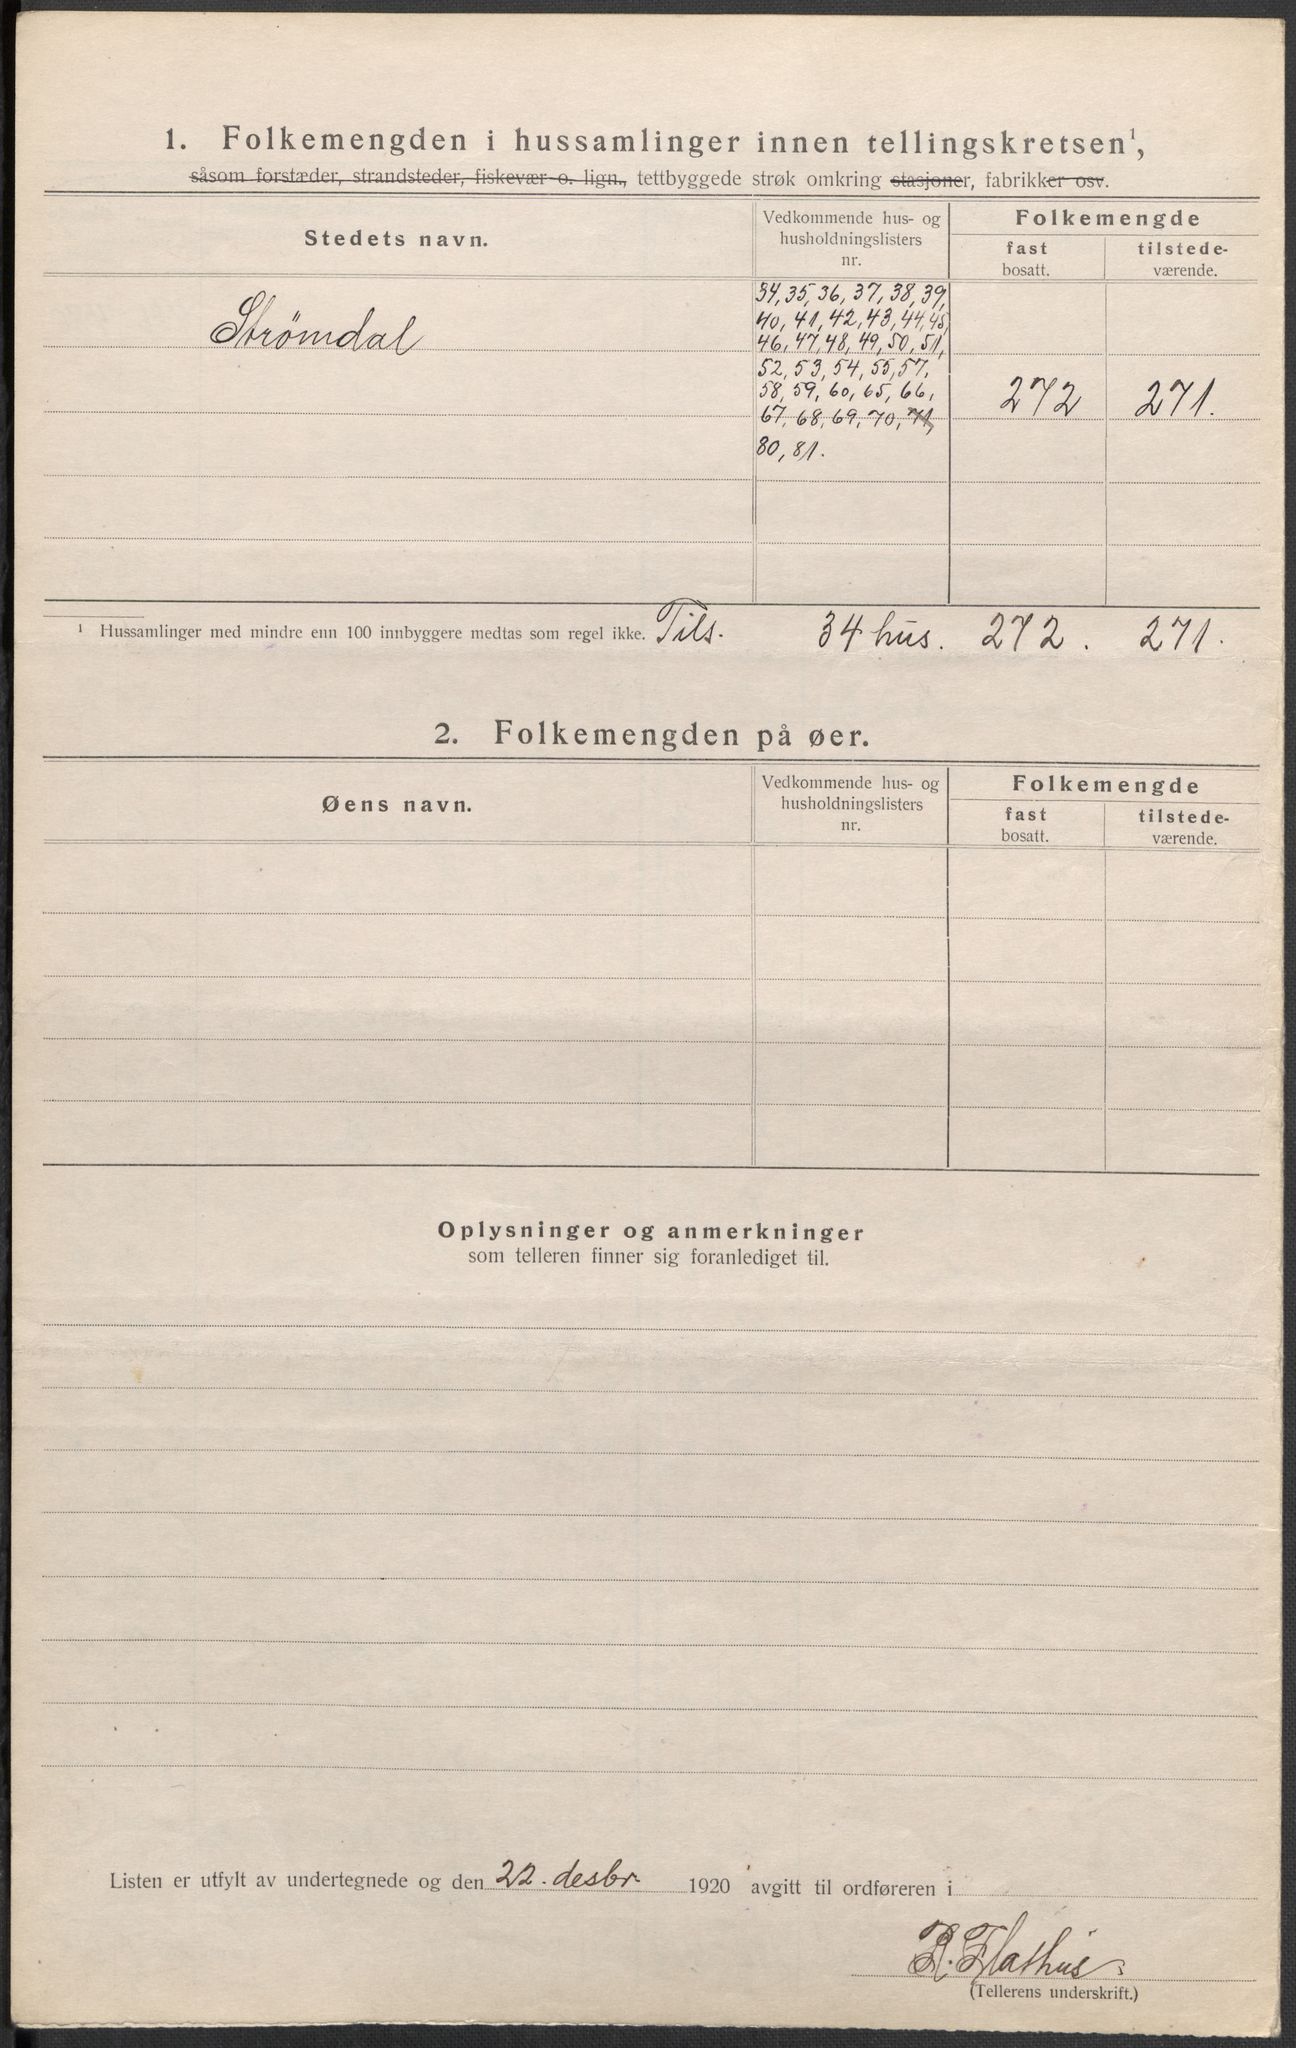 1. Folkemengden i hussamlinger innen tellingskretsen¹,
såsom forstæder, strandsteder, fiskevær o. lign., tettbyggede strøk omkring stasjoner, fabrikker osv.
Stedets navn.
Vedkommende hus- og
husholdningslisters
nr.
Folkemengde
fast
bosatt.
tilstede-
værende.
Strømdal
34, 35, 36, 37, 38, 39,
40, 41, 42, 43, 44, 45
46, 47, 48, 49, 50, 51,
52, 53, 54, 55, 57,
58, 59, 60, 65, 66,
67, 68, 69, 70, 71,
80, 81.
272
271.
¹ Hussamlinger med mindre enn 100 innbyggere medtas som regel ikke. Tils. 34 hus. 272. 271.
2. Folkemengden på øer.
Øens navn.
Vedkommende hus- og
husholdningslisters
nr.
Folkemengde
fast
bosatt.
tilstede-
værende.
Oplysninger og anmerkninger
som telleren finner sig foranlediget til.
Listen er utfylt av undertegnede og den 22. desbr. 1920 avgitt til ordføreren i
Flathus
(Tellerens underskrift.)